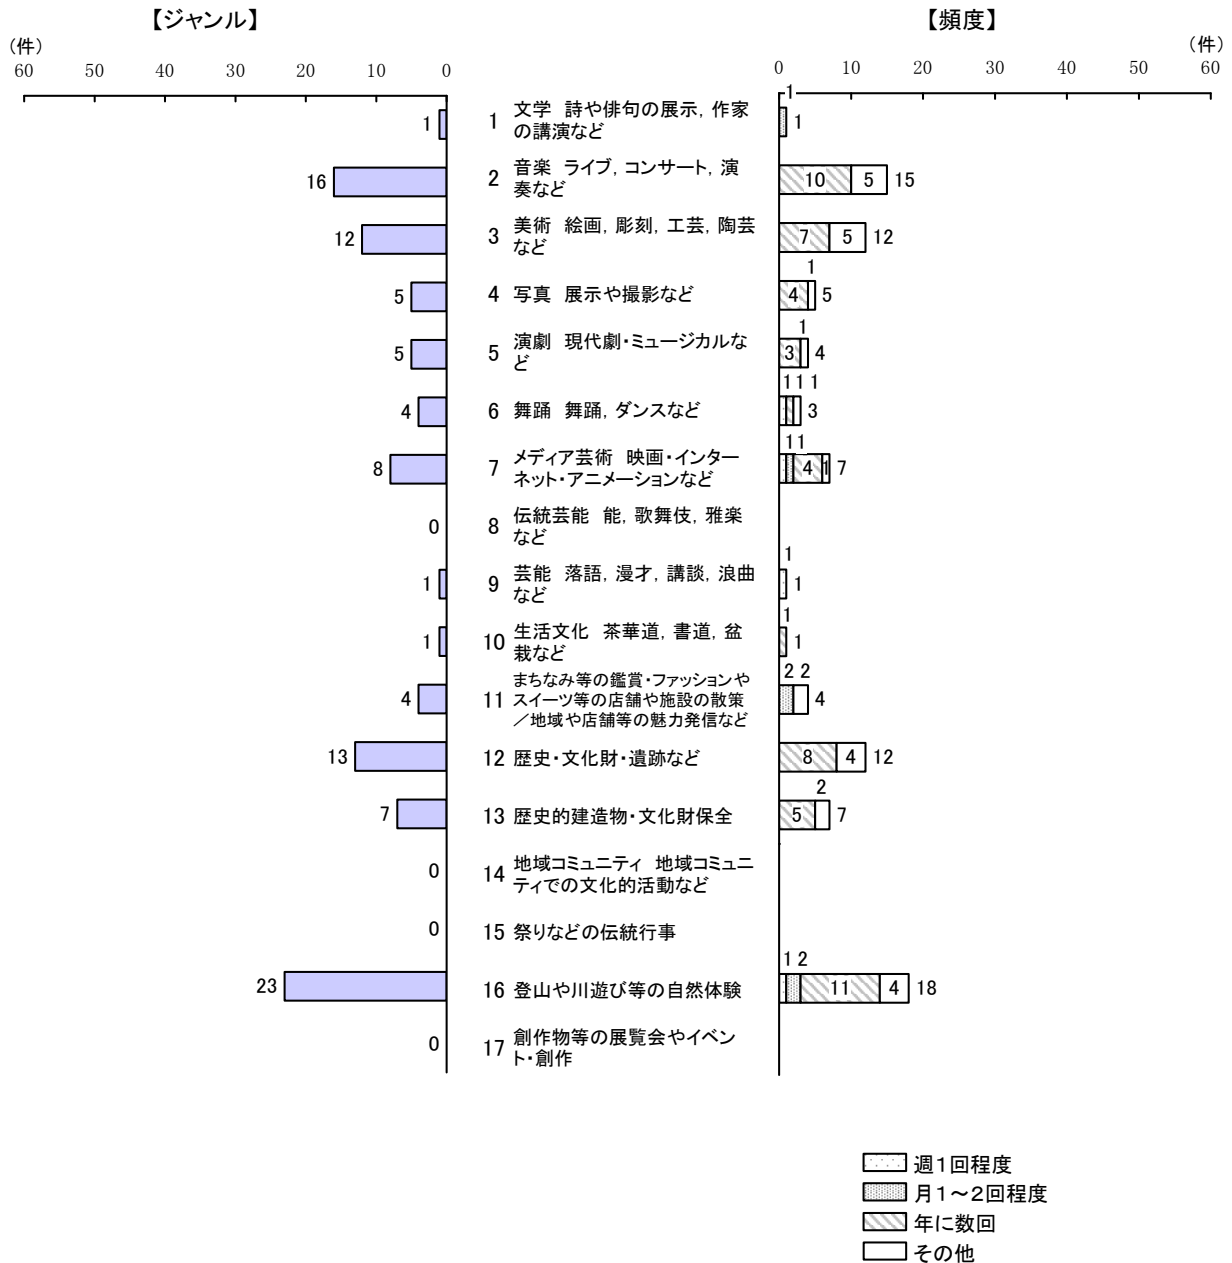 【ジャンル】
【頻度】
(件)
(件)
60 50 40 30 20 10 0
0 10 20 30 40 50 60
1
1 1 文学 詩や俳句の展示, 作家
の講演など 1
16 2 音楽 ライブ, コンサート, 演
奏など 10 5 15
12 3 美術 絵画, 彫刻, 工芸, 陶芸
など 7 5 12
1
5 4 写真 展示や撮影など 4 5
1
5 5 演劇 現代劇・ミュージカルな
ど 3 4
1 1 1
4 6 舞踊 舞踊, ダンスなど 3
1 1
8 7 メディア芸術 映画・インター
ネット・アニメーションなど 4 1 7
0 8 伝統芸能 能, 歌舞伎, 雅楽
など
1
1 9 芸能 落語, 漫才, 講談, 浪曲
など 1
1
1 10 生活文化 茶華道, 書道, 盆
栽など 1
2 2
まちなみ等の鑑賞・ファッションや
4 11 スイーツ等の店舗や施設の散策 4
／地域や店舗等の魅力発信など
13 12 歴史・文化財・遺跡など 8 4 12
2
7 13 歴史的建造物・文化財保全 5 7
0 14 地域コミュニティ 地域コミュニ
ティでの文化的活動など
0 15 祭りなどの伝統行事
1 2
23 16 登山や川遊び等の自然体験 11 4 18
0 17 創作物等の展覧会やイベン
ト・創作
週１回程度
月１～２回程度
年に数回
その他